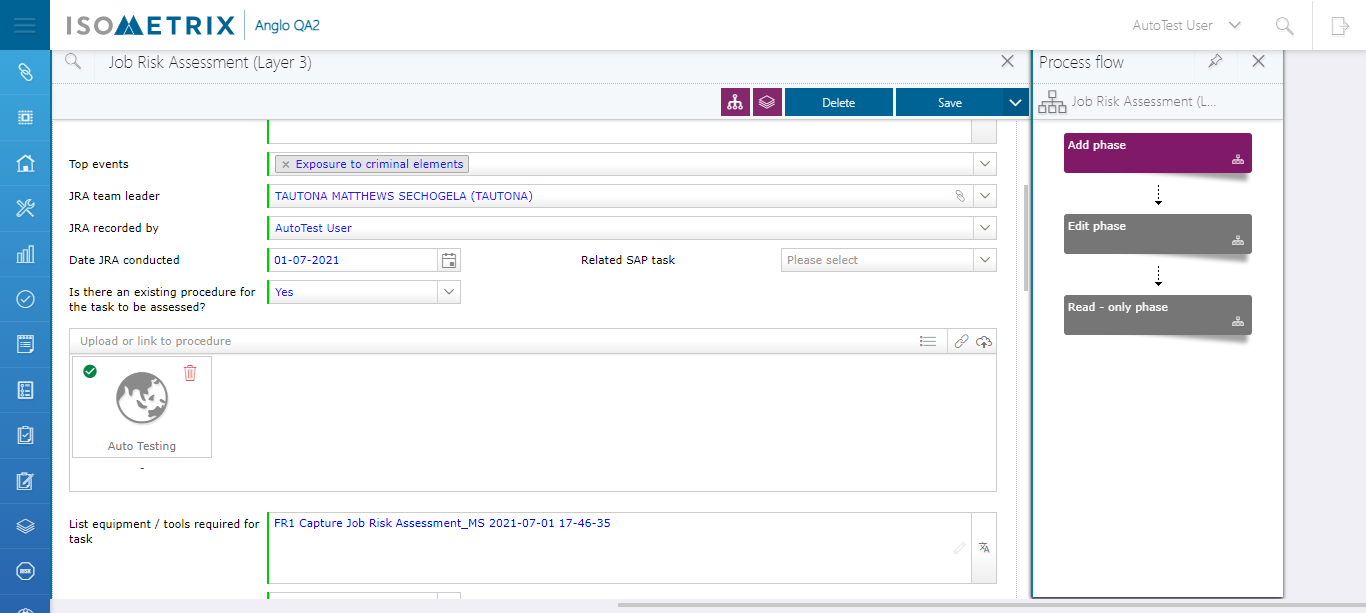 ISOMETRIX Anglo QA2
AutoTest User
Job Risk Assessment (Layer 3)
Process flow
Delete
Save
Job Risk Assessment (L...
Add phase
Edit phase
Read - only phase
Top events
× Exposure to criminal elements
JRA team leader
TAUTONA MATTHEWS SECHOGELA (TAUTONA)
JRA recorded by
AutoTest User
Date JRA conducted
01-07-2021
Related SAP task
Please select
Is there an existing procedure for
the task to be assessed?
Yes
Upload or link to procedure
Auto Testing
-
List equipment / tools required for
task
FR1 Capture Job Risk Assessment_MS 2021-07-01 17-46-35
RISK